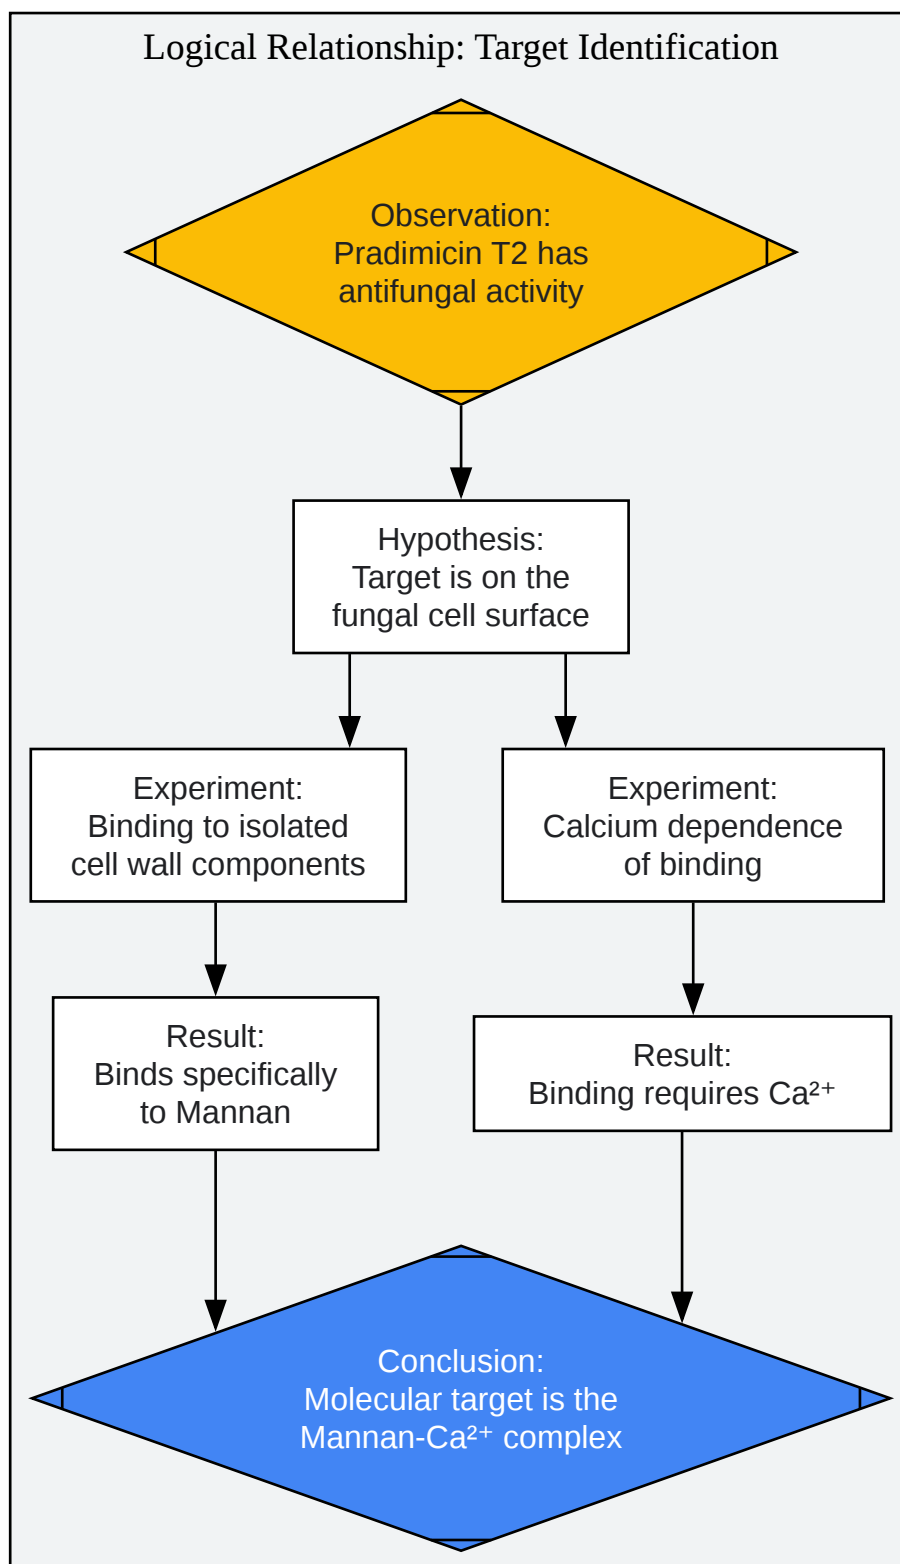 Logical Relationship: Target Identification
Observation:
Pradimicin T2 has
antifungal activity
Hypothesis:
Target is on the
fungal cell surface
Experiment:
Binding to isolated
cell wall components
Experiment:
Calcium dependence
of binding
Result:
Binds specifically
to Mannan
Result:
Binding requires Ca²⁺
Conclusion:
Molecular target is the
Mannan-Ca²⁺ complex